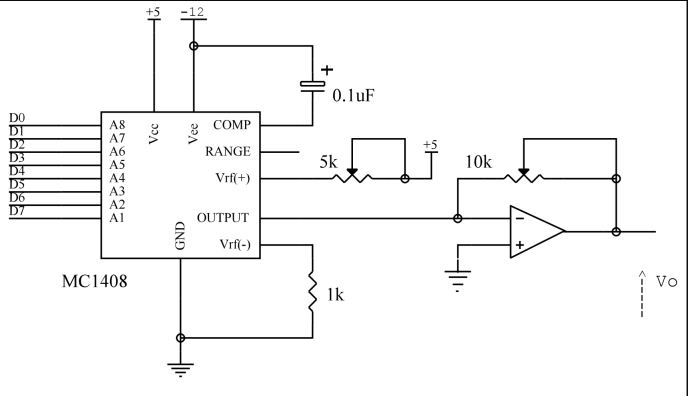 +5 -12
+
0.1uF
D0 A8 Vcc Vee COMP
D1 A7
D2 A6 RANGE
D3 A5 5k +5 10k
D4 A4 Vrf(+)
D5 A3
D6 A2
D7 A1 OUTPUT -
GND Vrf(-) +
MC1408 1k Vo